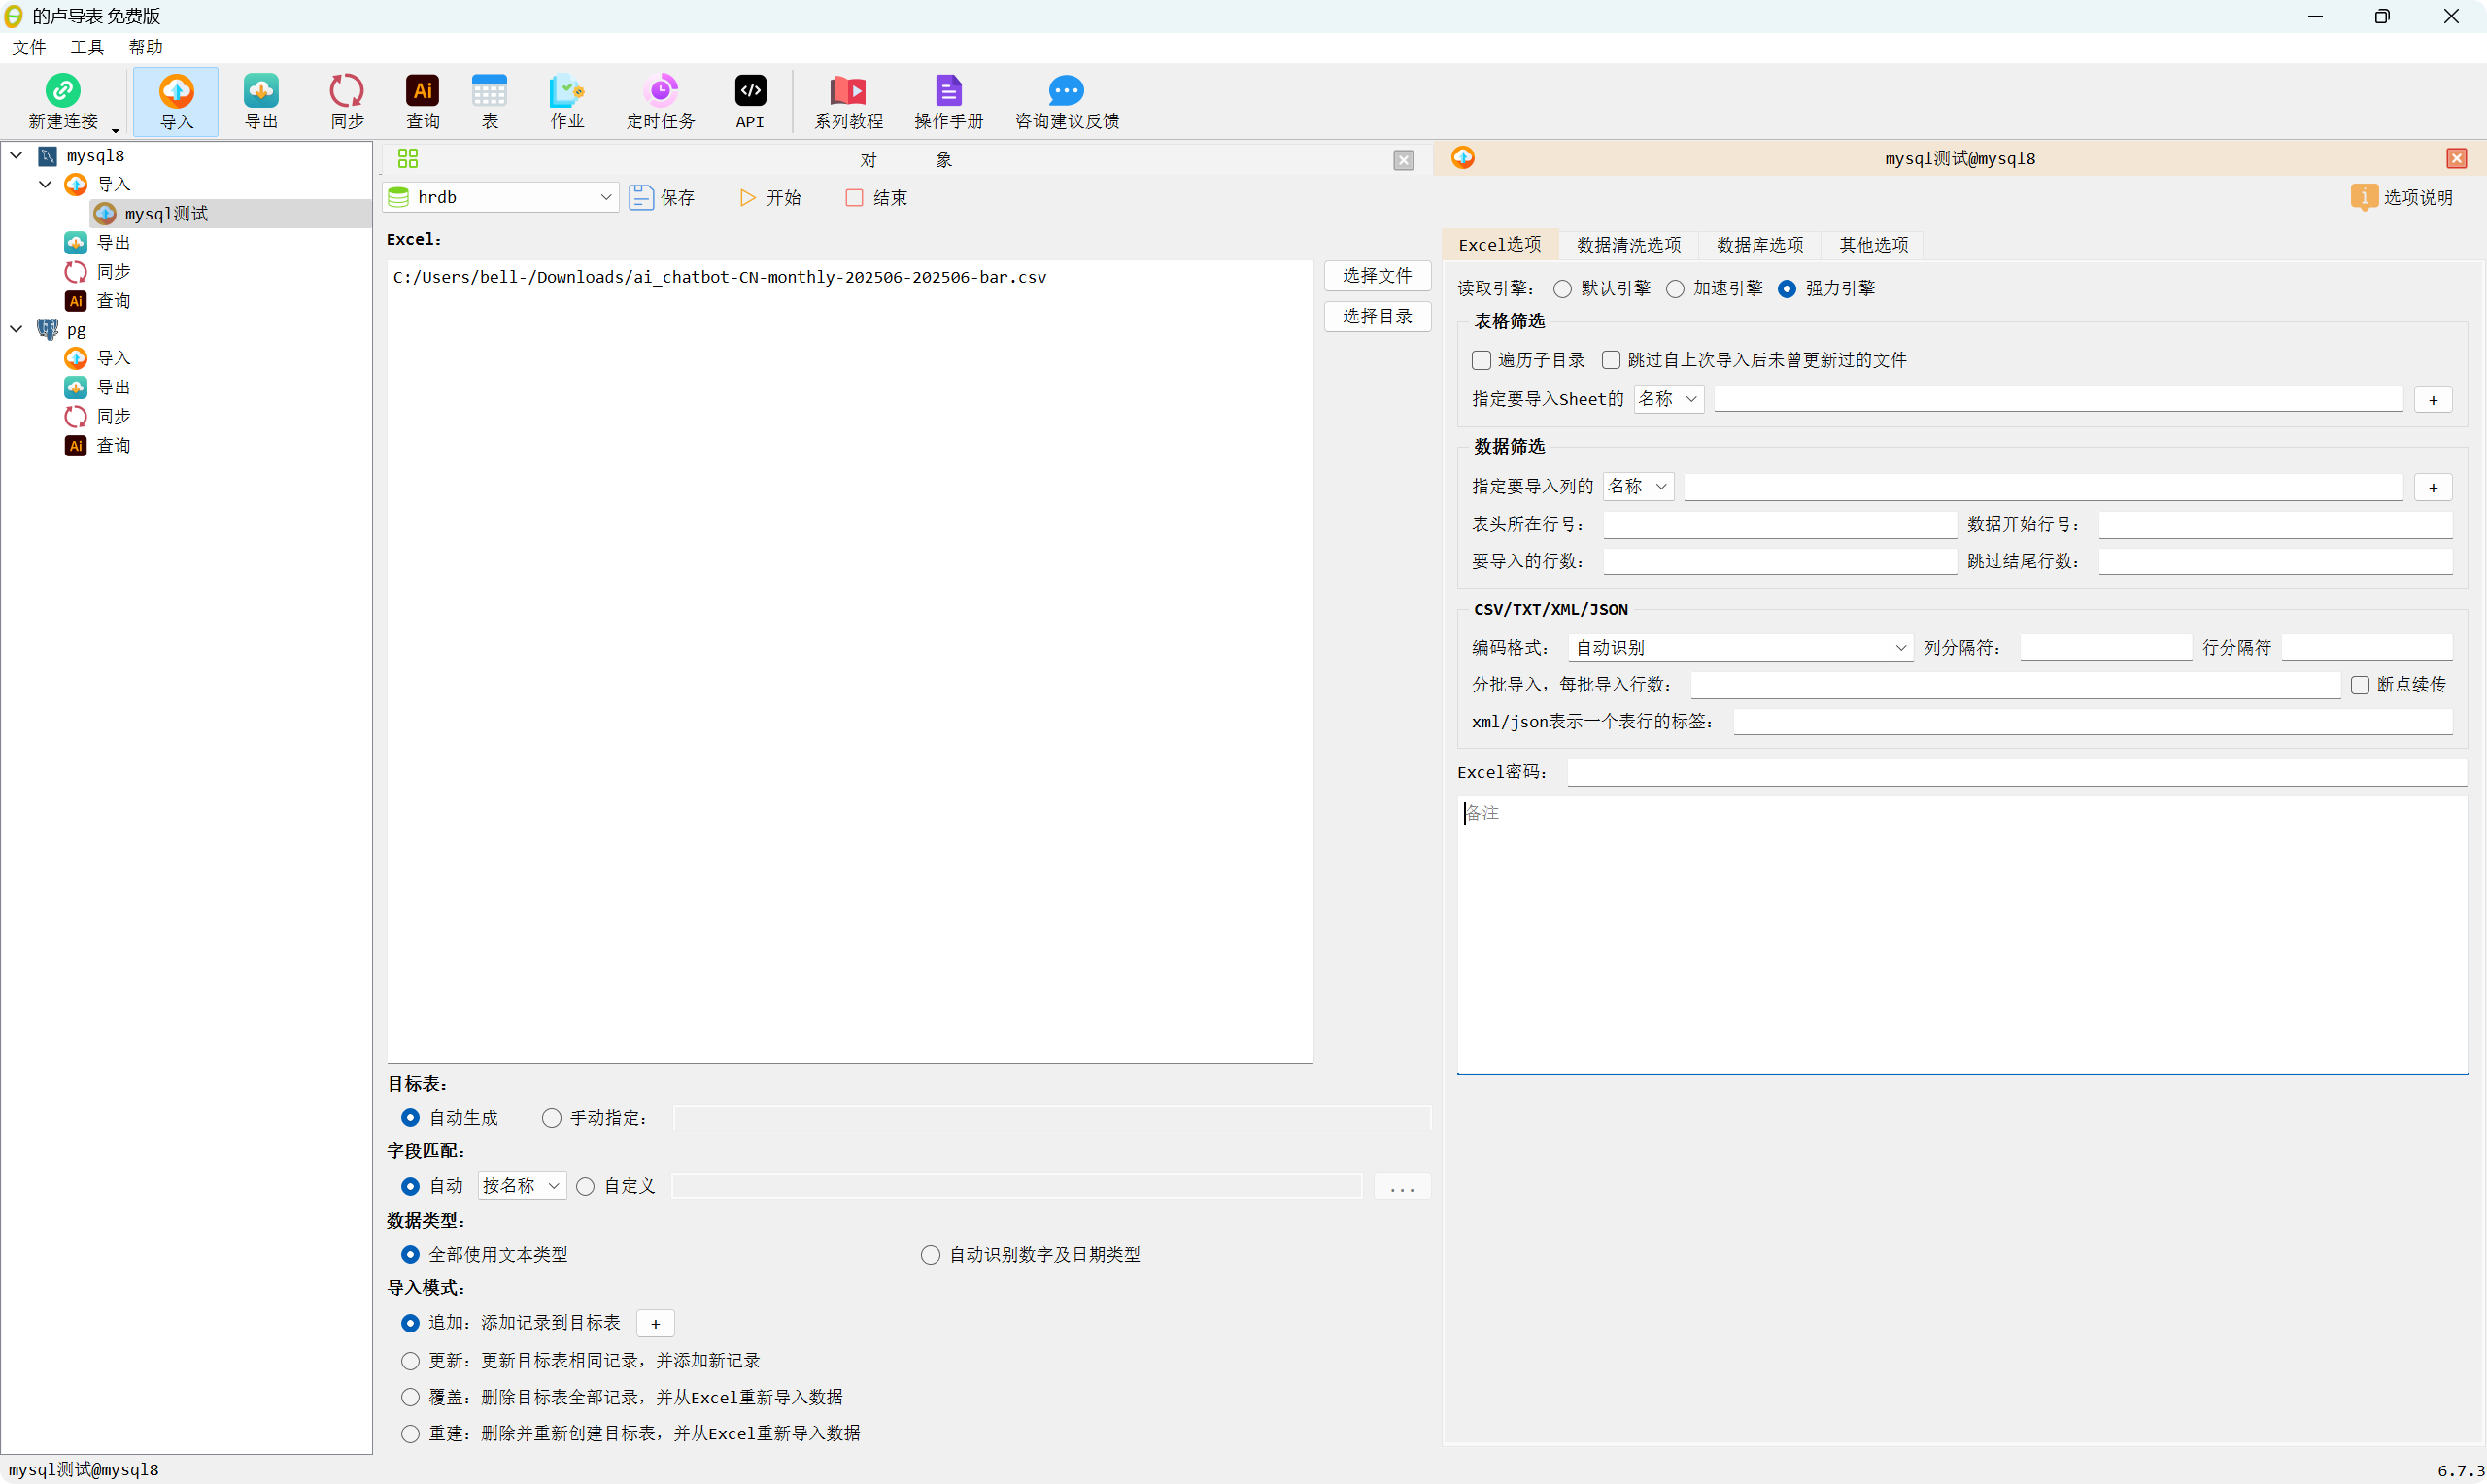 的卢导表 免费版
文件 工具 帮助
新建连接 导入 导出 同步 Ai 查询 表 作业 定时任务 API 系列教程 操作手册 咨询建议反馈
mysql8
导入
mysql测试
导出
同步
Ai 查询
pg
导入
导出
同步
Ai 查询
对 象
hrdb 保存 开始 结束
Excel:
C:/Users/bell-/Downloads/ai_chatbot-CN-monthly-202506-202506-bar.csv
选择文件
选择目录
目标表:
自动生成 手动指定:
字段匹配:
自动 按名称 自定义 ...
数据类型:
全部使用文本类型 自动识别数字及日期类型
导入模式:
追加: 添加记录到目标表 +
更新: 更新目标表相同记录, 并添加新记录
覆盖: 删除目标表全部记录, 并从Excel重新导入数据
重建: 删除并重新创建目标表, 并从Excel重新导入数据
mysql测试@mysql8
选项说明
Excel选项 数据清洗选项 数据库选项 其他选项
读取引擎: 默认引擎 加速引擎 强力引擎
表格筛选
遍历子目录 跳过自上次导入后未曾更新过的文件
指定要导入Sheet的 名称 +
数据筛选
指定要导入列的 名称 +
表头所在行号: 数据开始行号:
要导入的行数: 跳过结尾行数:
CSV/TXT/XML/JSON
编码格式: 自动识别 列分隔符: 行分隔符
分批导入, 每批导入行数: 断点续传
xml/json表示一个表行的标签:
Excel密码:
备注
mysql测试@mysql8
6.7.3